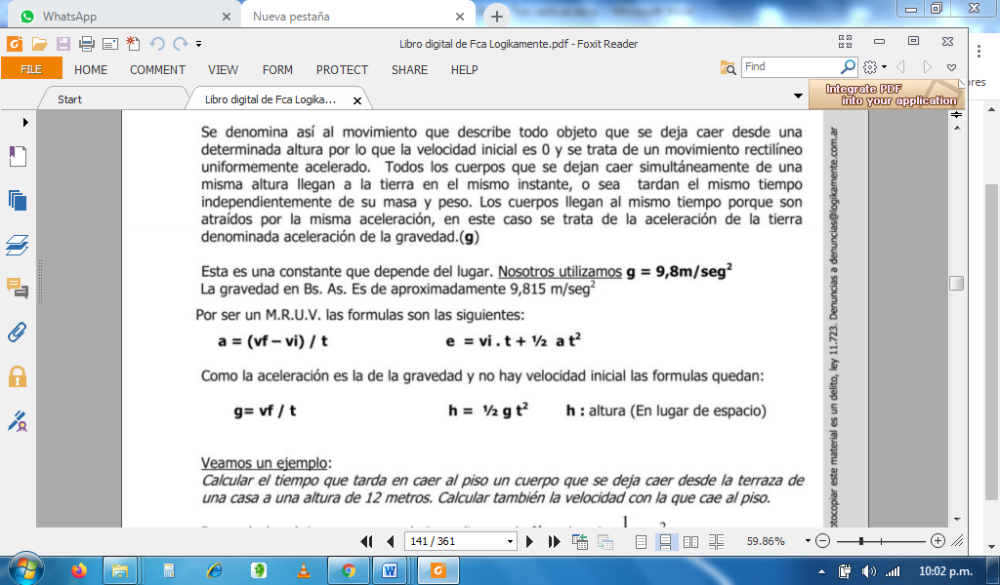 WhatsApp
Nueva pestaña
Libro digital de Fca Logikamente.pdf - Foxit Reader
FILE HOME COMMENT VIEW FORM PROTECT SHARE HELP
Find
Start
Libro digital de Fca Logika...
Integrate PDF
into your application
ores
Se denomina así al movimiento que describe todo objeto que se deja caer desde una
determinada altura por lo que la velocidad inicial es 0 y se trata de un movimiento rectilíneo
uniformemente acelerado. Todos los cuerpos que se dejan caer simultáneamente de una
misma altura llegan a la tierra en el mismo instante, o sea tardan el mismo tiempo
independientemente de su masa y peso. Los cuerpos llegan al mismo tiempo porque son
atraídos por la misma aceleración, en este caso se trata de la aceleración de la tierra
denominada aceleración de la gravedad.(g)
Esta es una constante que depende del lugar. Nosotros utilizamos g = 9,8m/seg²
La gravedad en Bs. As. Es de aproximadamente 9,815 m/seg²
Por ser un M.R.U.V. las formulas son las siguientes:
a = (vf – vi) / t e = vi . t + ½ a t²
Como la aceleración es la de la gravedad y no hay velocidad inicial las formulas quedan:
g= vf / t h = ½ g t² h : altura (En lugar de espacio)
Veamos un ejemplo:
Calcular el tiempo que tarda en caer al piso un cuerpo que se deja caer desde la terraza de
una casa a una altura de 12 metros. Calcular también la velocidad con la que cae al piso.
otocopiar este material es un delito, ley 11.723. Denuncias a denuncias@logikamente.com.ar
141 / 361
59.86%
10:02 p.m.